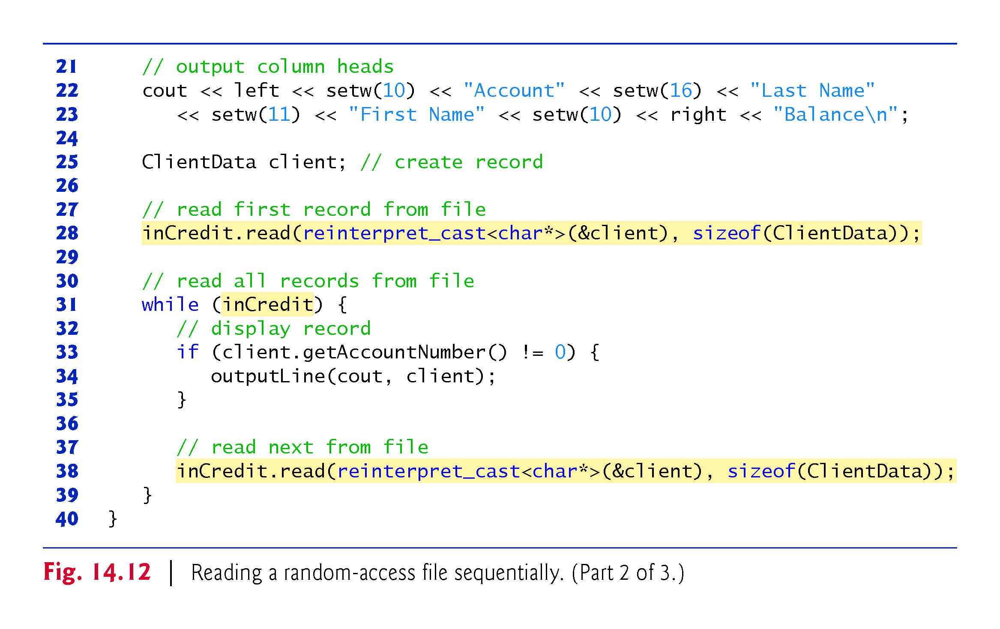 21 // output column heads
22 cout << left << setw(10) << "Account" << setw(16) << "Last Name"
23 << setw(11) << "First Name" << setw(10) << right << "Balance\n";
24
25 ClientData client; // create record
26
27 // read first record from file
28 inCredit.read(reinterpret_cast<char*>(&client), sizeof(ClientData));
29
30 // read all records from file
31 while (inCredit) {
32 // display record
33 if (client.getAccountNumber() != 0) {
34 outputLine(cout, client);
35 }
36
37 // read next from file
38 inCredit.read(reinterpret_cast<char*>(&client), sizeof(ClientData));
39 }
40 }
Fig. 14.12 | Reading a random-access file sequentially. (Part 2 of 3.)